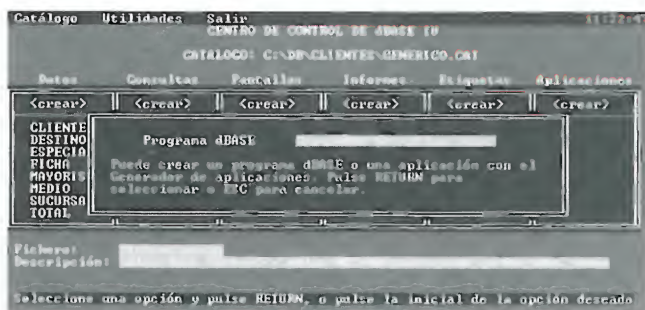 Catálogo Utilidades Salir
CENTRO DE CONTROL DE dBASE IV
CATALOGO: C:\DB\CLIENTES\GENERICO.CAT
Datos Consultas Pantallas Informes Etiquetas Aplicaciones
<crear> <crear> <crear> <crear> <crear> <crear>
CLIENTE
DESTINO Programa dBASE
ESPECIA
FICHA Puede crear un programa dBASE o una aplicación con el
MAYORIS Generador de aplicaciones. Pulse RETURN para
MEDIO seleccionar o ESC para cancelar.
SUCURSA
TOTAL
Fichero:
Descripción:
Seleccione una opción y pulse RETURN, o pulse la inicial de la opción deseada